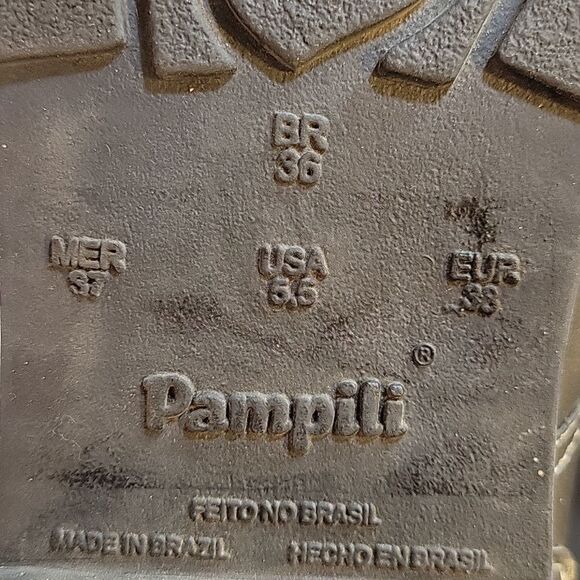 BR
36
MER USA EUR
37 5.5 38
Pampili ®
FEITO NO BRASIL
MADE IN BRAZIL HECHO EN BRASIL